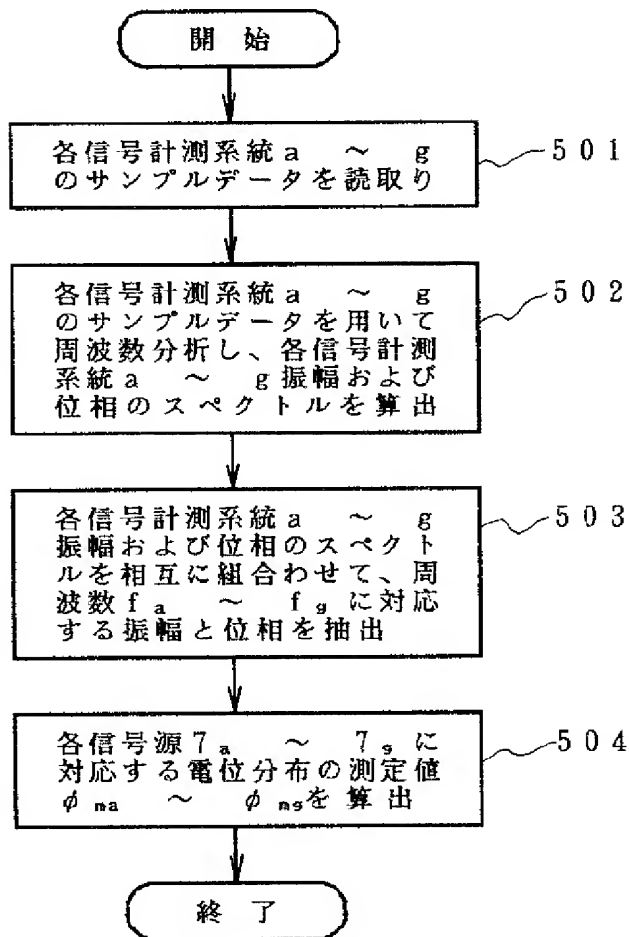 開始
各信号計測系統a ～ g
のサンプルデータを読取り
501
各信号計測系統a ～ g
のサンプルデータを用いて
周波数分析し、各信号計測
系統a ～ g振幅および
位相のスペクトルを算出
502
各信号計測系統a ～ g
振幅および位相のスペクト
ルを相互に組合わせて、周
波数fₐ ～ f_gに対応
する振幅と位相を抽出
503
各信号源7ₐ ～ 7_gに
対応する電位分布の測定値
φ_ma ～ φ_mgを算出
504
終了